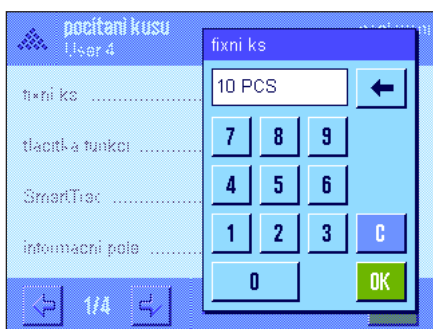 pocitani kusu
User 4
fixni ks
10 PCS
fixni ks
7 8 9
tlacitka funkci
4 5 6
SmartTrac
1 2 3 C
informacni pole
0 OK
1/4